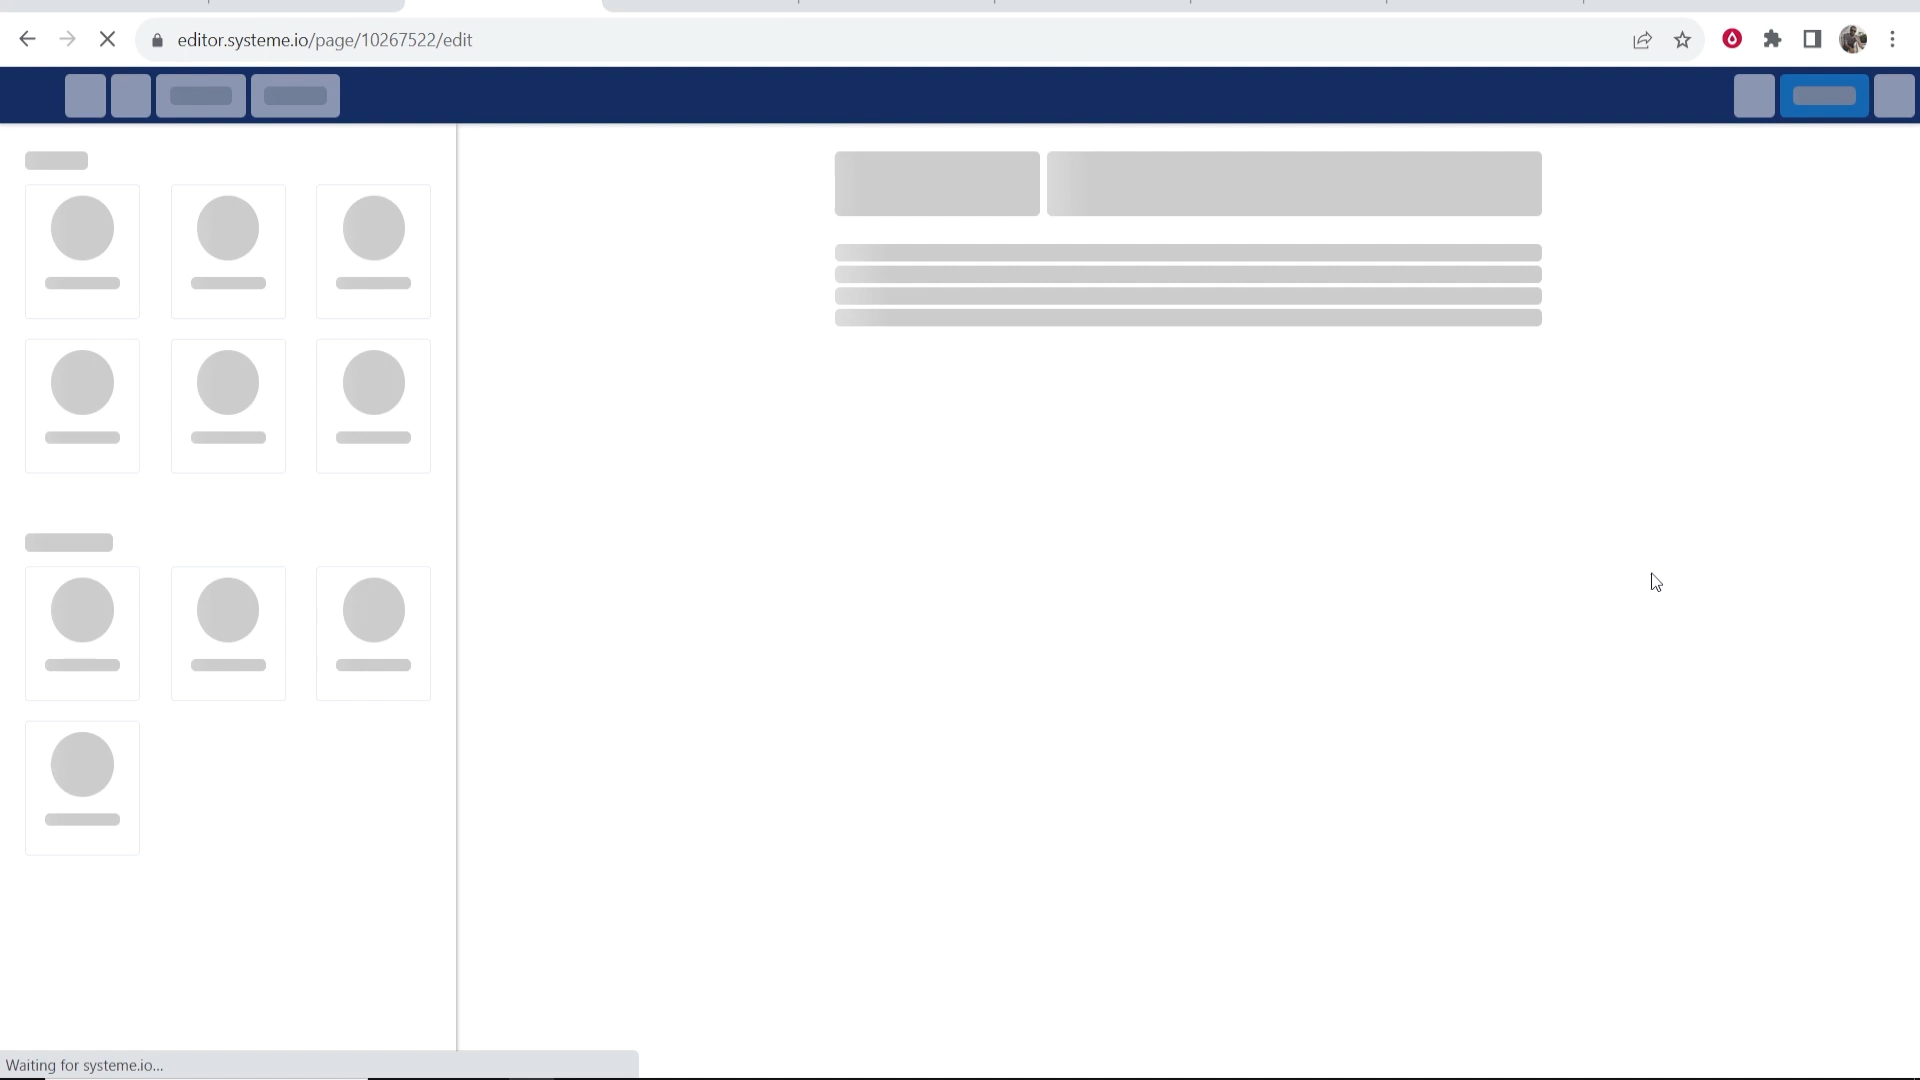 editor.systeme.io/page/10267522/edit
Waiting for systeme.io...